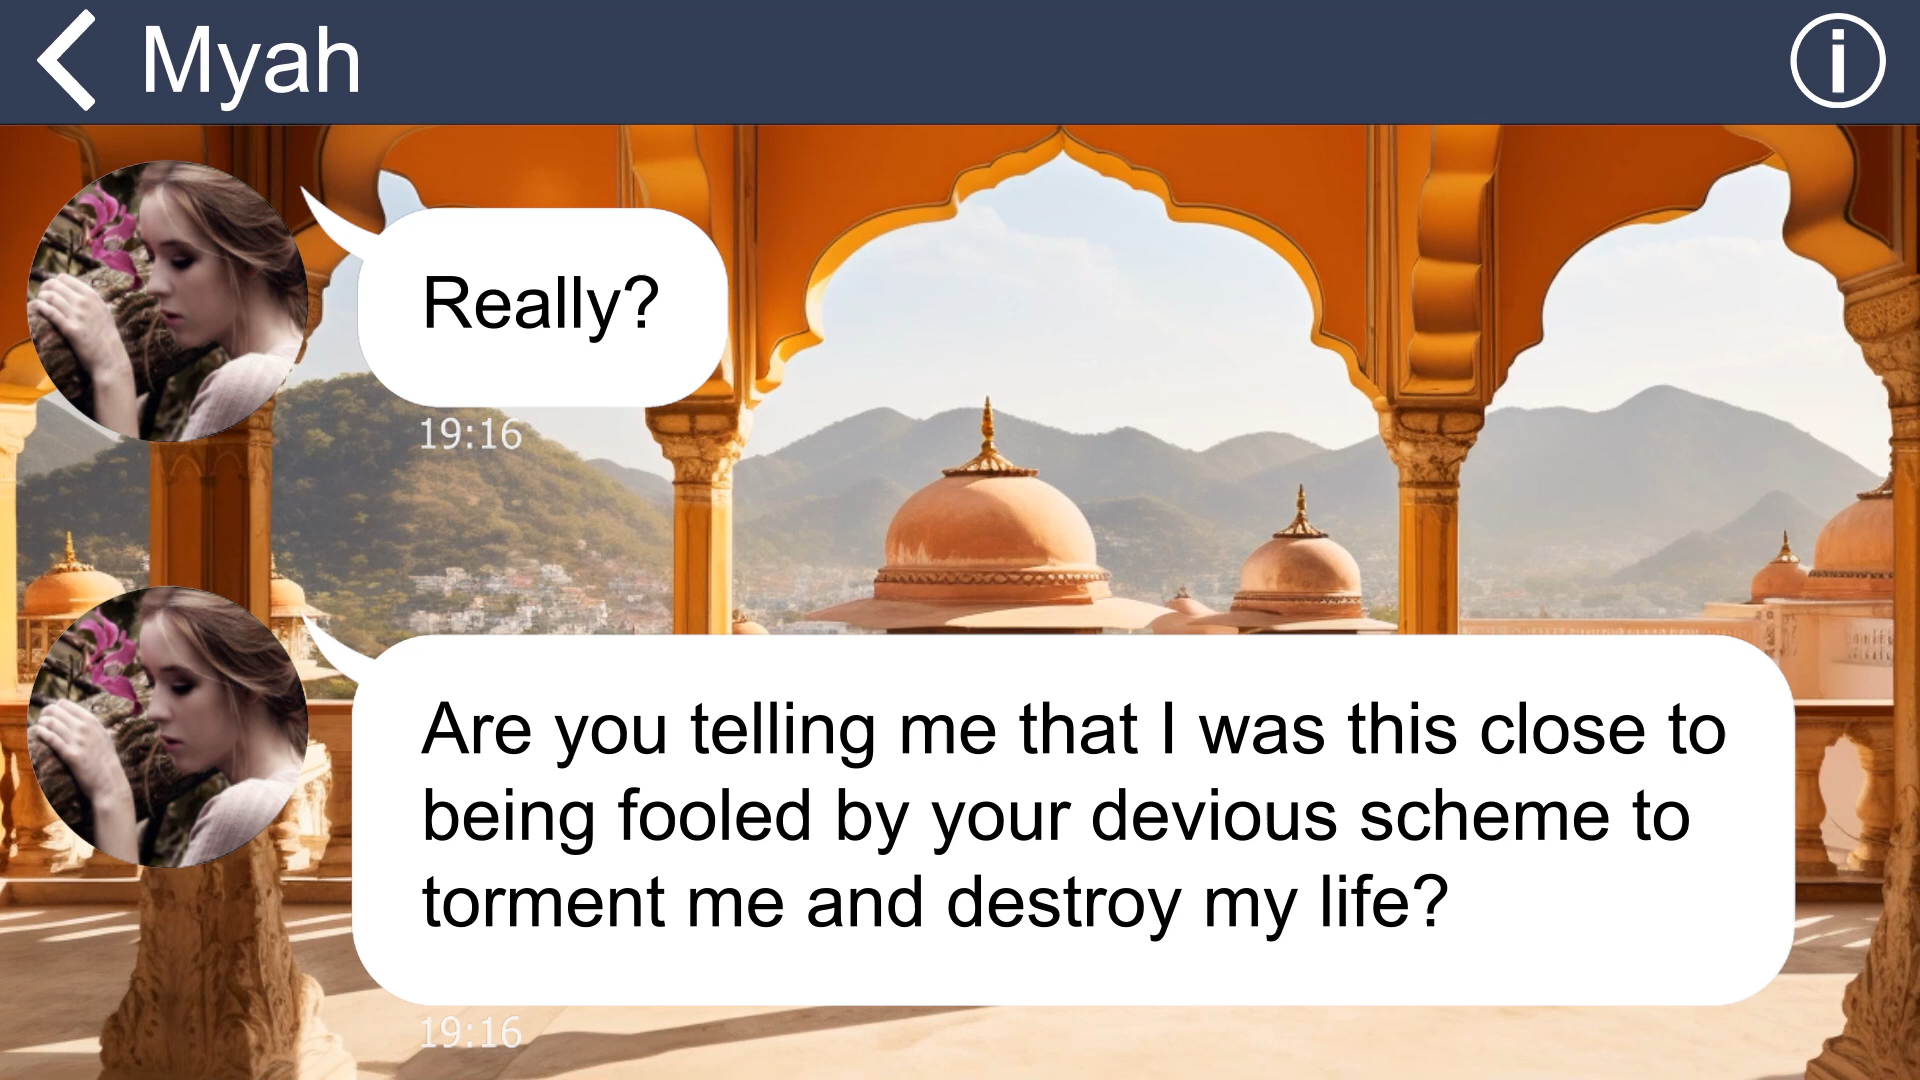 Myah
Really?
19:16
Are you telling me that I was this close to
being fooled by your devious scheme to
torment me and destroy my life?
19:16